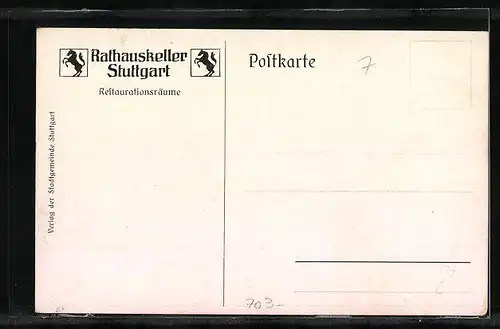 Rathauskeller
Stuttgart
Reſtaurationsräume
Poſtkarte
7
Verlag der Stadtgemeinde Stuttgart
703-